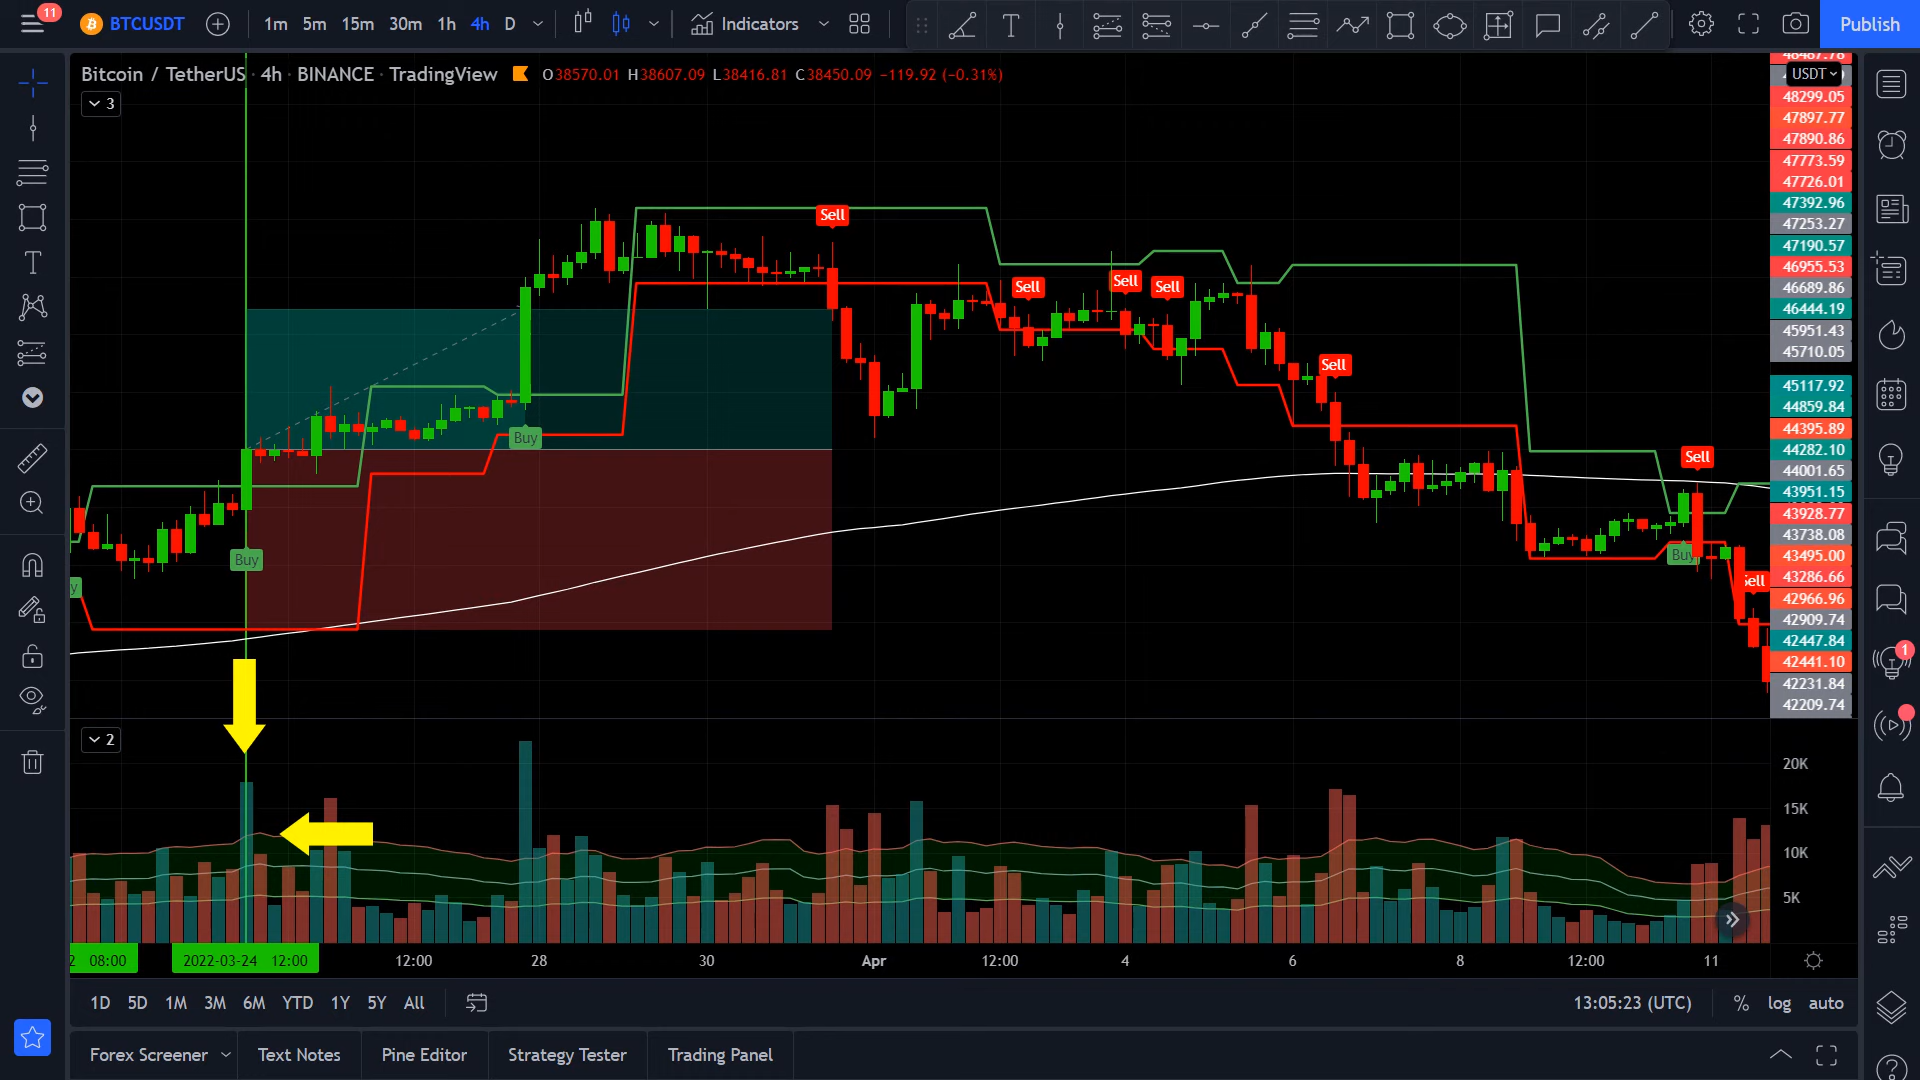 11
BTCUSDT
1m 5m 15m 30m 1h 4h D
Indicators
Publish
Bitcoin / TetherUS · 4h · BINANCE · TradingView
O38570.01 H38607.09 L38416.81 C38450.09 −119.92 (−0.31%)
3
USDT
48299.05
47897.77
47890.86
47773.59
47726.01
47392.96
47253.27
47190.57
46955.53
46689.86
46444.19
45951.43
45710.05
45117.92
44859.84
44395.89
44282.10
44001.65
43951.15
43928.77
43738.08
43495.00
43286.66
42966.96
42909.74
42447.84
42441.10
42231.84
42209.74
Sell
Sell
Sell
Sell
Sell
Sell
Sell
Buy
Buy
Buy
1
2
20K
15K
10K
5K
2 08:00
2022-03-24 12:00
12:00
28
30
Apr
12:00
4
6
8
12:00
11
1D 5D 1M 3M 6M YTD 1Y 5Y All
13:05:23 (UTC)
% log auto
Forex Screener
Text Notes
Pine Editor
Strategy Tester
Trading Panel